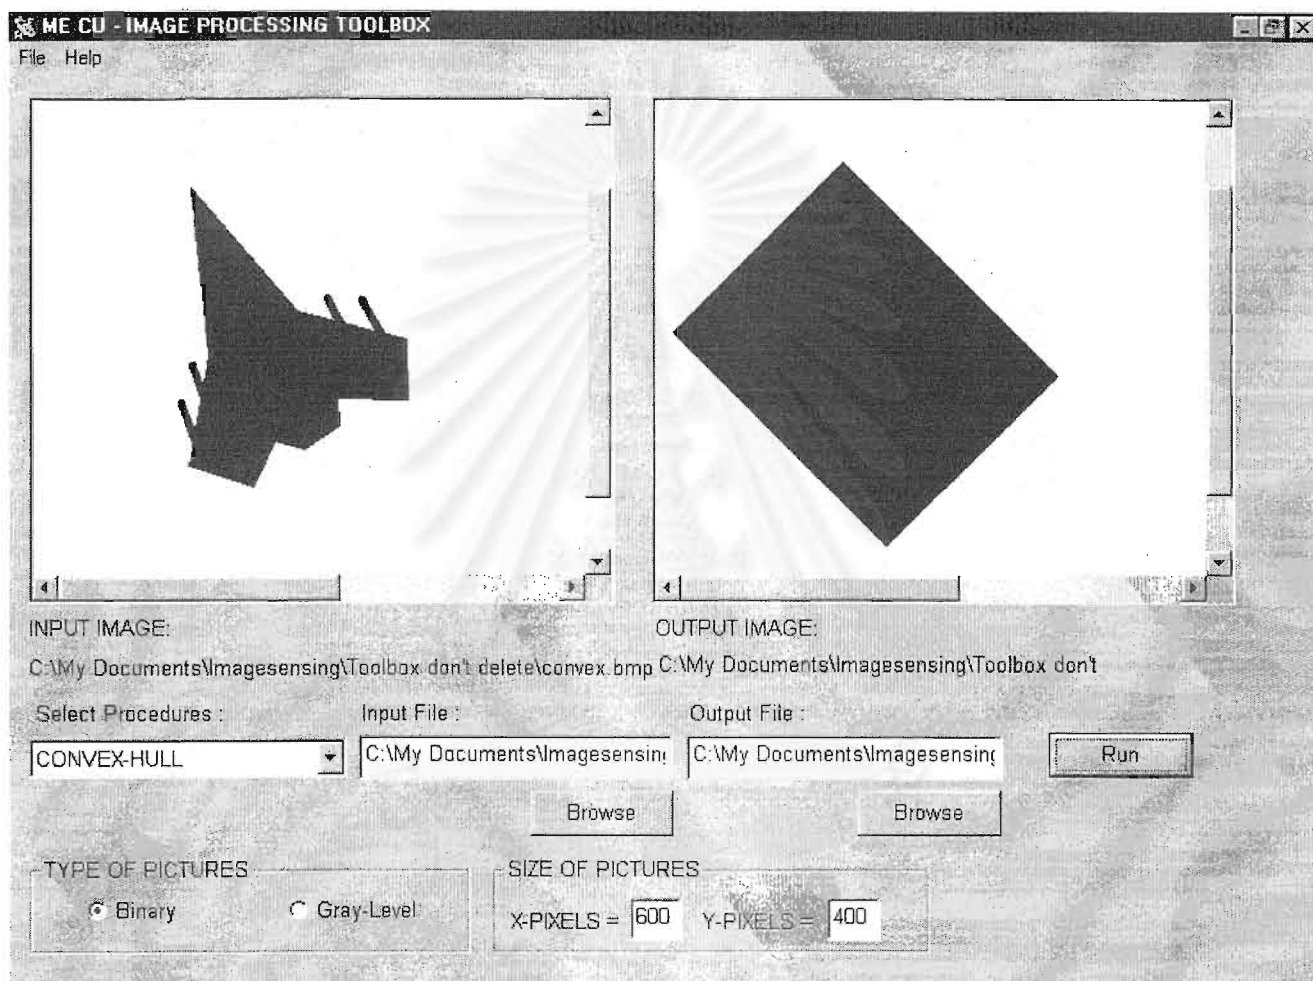 ME CU - IMAGE PROCESSING TOOLBOX
File Help
INPUT IMAGE:
OUTPUT IMAGE:
C:\My Documents\Imagesensing\Toolbox don't delete\convex.bmp
C:\My Documents\Imagesensing\Toolbox don't
Select Procedures :
Input File :
Output File :
CONVEX-HULL
C:\My Documents\Imagesensing
C:\My Documents\Imagesensing
Run
Browse
Browse
TYPE OF PICTURES
SIZE OF PICTURES
Binary
Gray-Level
X-PIXELS = 600
Y-PIXELS = 400